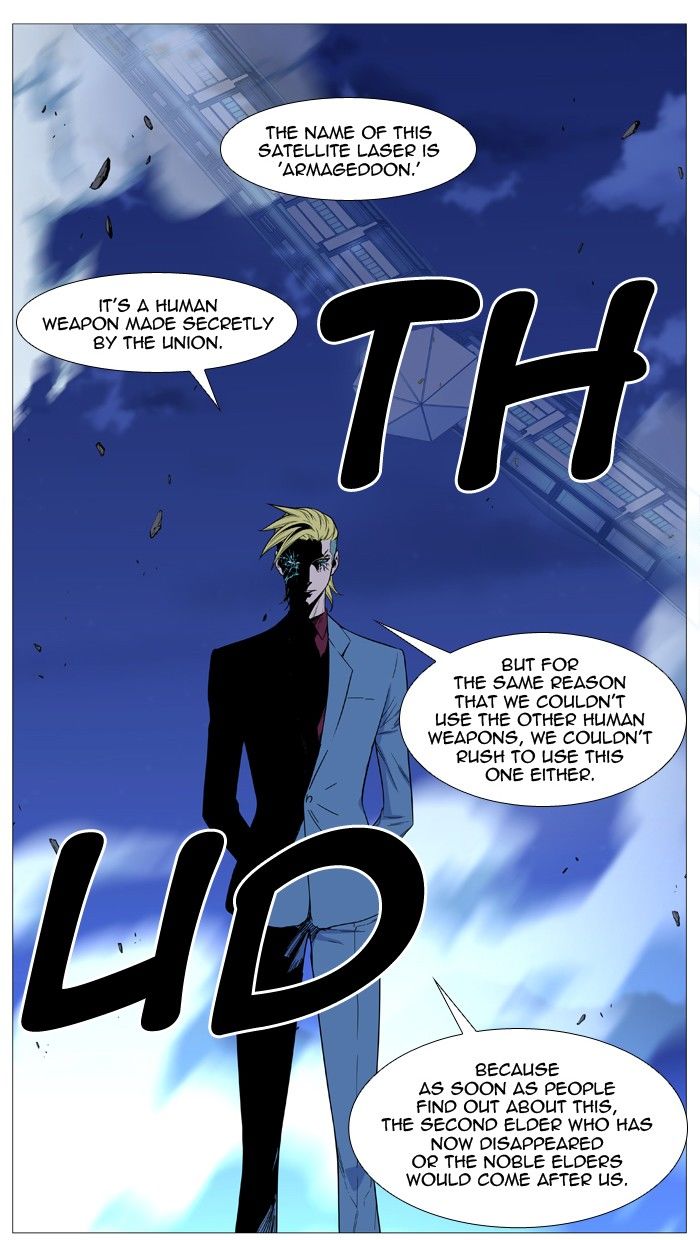 THE NAME OF THIS
SATELLITE LASER IS
'ARMAGEDDON.'
IT'S A HUMAN
WEAPON MADE SECRETLY
BY THE UNION.
TH
BUT FOR
THE SAME REASON
THAT WE COULDN'T
USE THE OTHER HUMAN
WEAPONS, WE COULDN'T
RUSH TO USE THIS
ONE EITHER.
UD
BECAUSE
AS SOON AS PEOPLE
FIND OUT ABOUT THIS,
THE SECOND ELDER WHO HAS
NOW DISAPPEARED
OR THE NOBLE ELDERS
WOULD COME AFTER US.